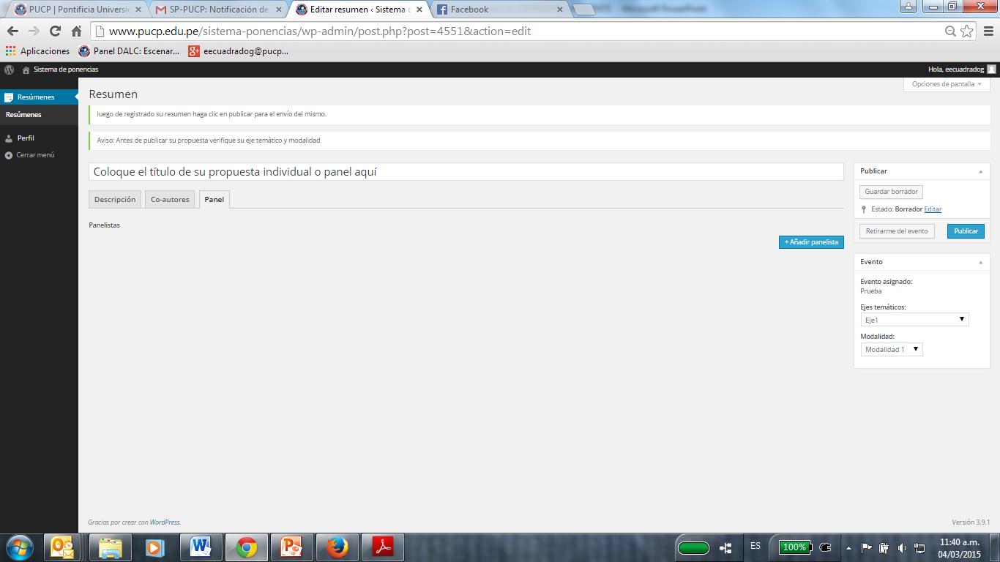 PUCP | Pontificia Universid
SP-PUCP: Notificación de
Editar resumen ‹ Sistema d
Facebook
Microsoft PowerPoint
www.pucp.edu.pe/sistema-ponencias/wp-admin/post.php?post=4551&action=edit
Aplicaciones
Panel DALC: Escenar...
eecuadradog@pucp...
Sistema de ponencias
Hola, eecuadradog
Opciones de pantalla
Resúmenes
Resúmenes
Perfil
Cerrar menú
Resumen
luego de registrado su resumen haga clic en publicar para el envío del mismo.
Aviso: Antes de publicar su propuesta verifique su eje temático y modalidad
Coloque el título de su propuesta individual o panel aquí
Descripción
Co-autores
Panel
Panelistas
+ Añadir panelista
Publicar
Guardar borrador
Estado: Borrador Editar
Retirarme del evento
Publicar
Evento
Evento asignado:
Prueba
Ejes temáticos:
Eje1
Modalidad:
Modalidad 1
Gracias por crear con WordPress.
Versión 3.9.1
ES
100%
11:40 a.m.
04/03/2015